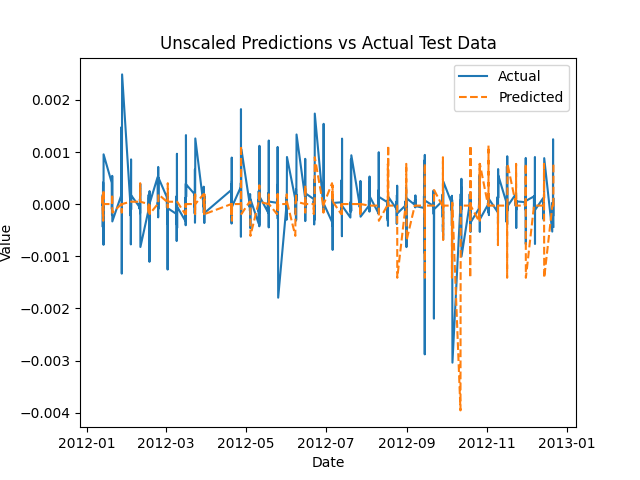 Unscaled Predictions vs Actual Test Data
Actual
Predicted
0.002
0.001
0.000
−0.001
−0.002
−0.003
−0.004
Value
2012-01
2012-03
2012-05
2012-07
2012-09
2012-11
2013-01
Date